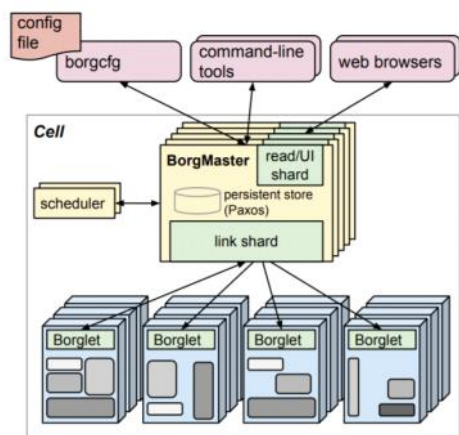 config
file
borgcfg
command-line
tools
web browsers
Cell
BorgMaster
read/UI
shard
persistent store
(Paxos)
scheduler
link shard
Borglet
Borglet
Borglet
Borglet